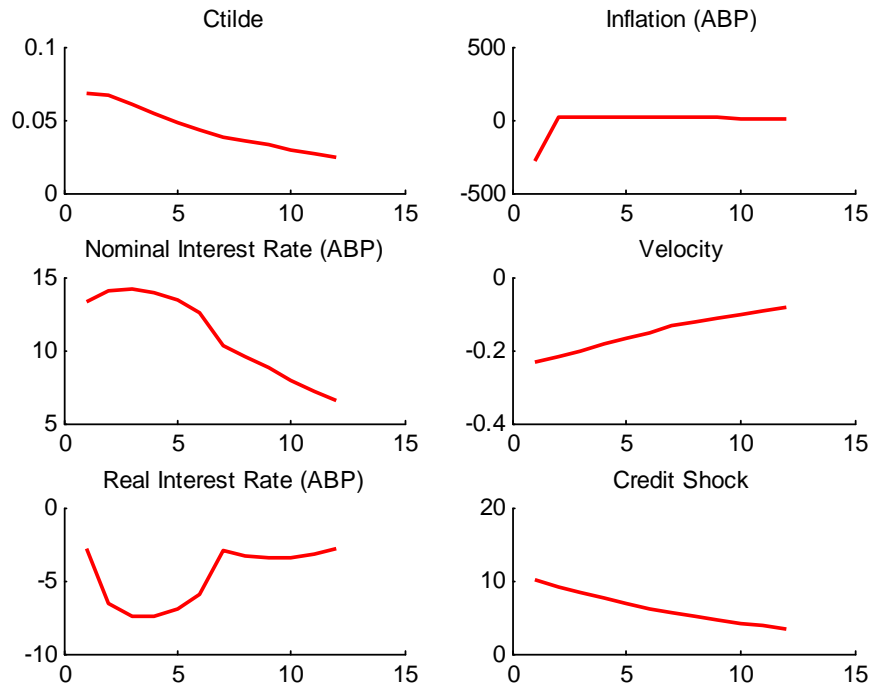 Ctilde
0.1
0.05
0
0 5 10 15
Inflation (ABP)
500
0
-500
0 5 10 15
Nominal Interest Rate (ABP)
15
10
5
0 5 10 15
Velocity
0
-0.2
-0.4
0 5 10 15
Real Interest Rate (ABP)
0
-5
-10
0 5 10 15
Credit Shock
20
10
0
0 5 10 15